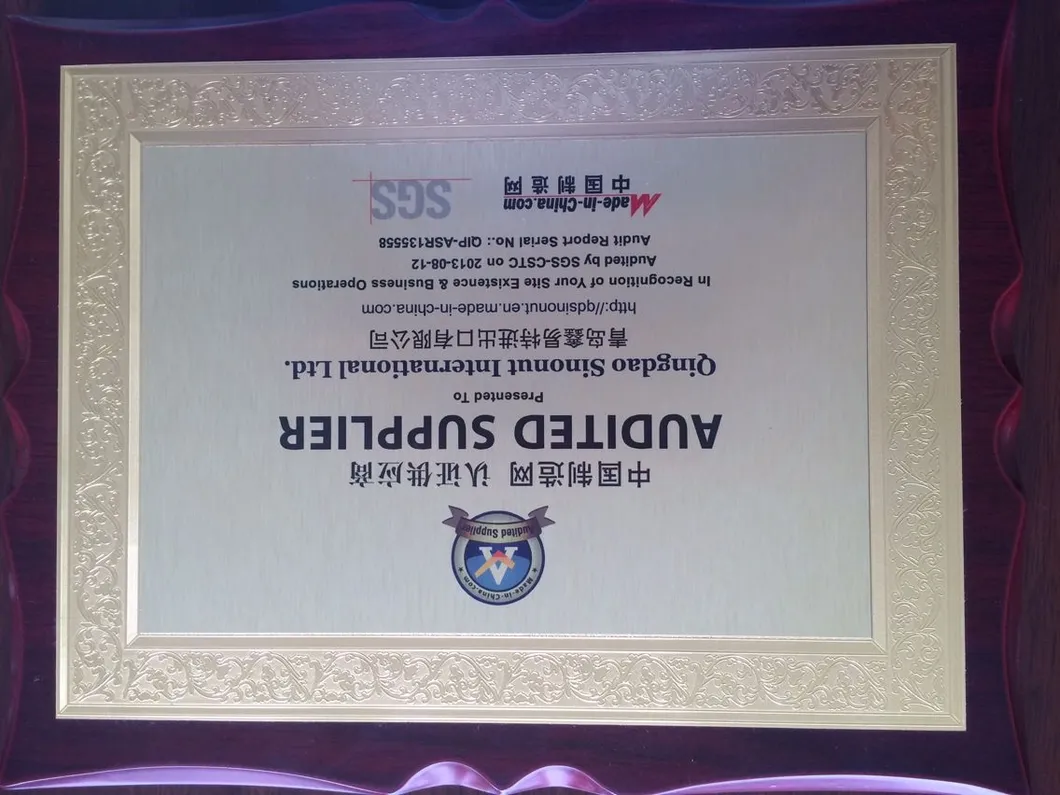 Made-in-China.com
Audited Supplier
中国制造网 认证供应商
AUDITED SUPPLIER
Presented To
Qingdao Sinonut International Ltd.
青岛鑫易特进出口有限公司
http://qdsinonut.en.made-in-china.com
In Recognition of Your Site Existence & Business Operations
Audited by SGS-CSTC on 2013-08-12
Audit Report Serial No.: QIP-ASR135558
Made-in-China.com SGS
中国制造网